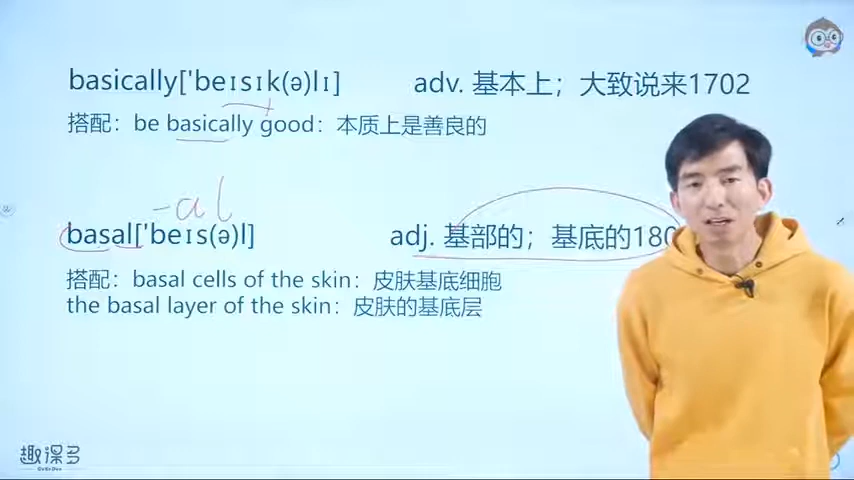 basically['beɪsɪk(ə)lɪ] adv. 基本上；大致说来1702
搭配：be basically good：本质上是善良的
-al
basal['beɪs(ə)l] adj. 基部的；基底的180
搭配：basal cells of the skin：皮肤基底细胞
the basal layer of the skin：皮肤的基底层
趣课多